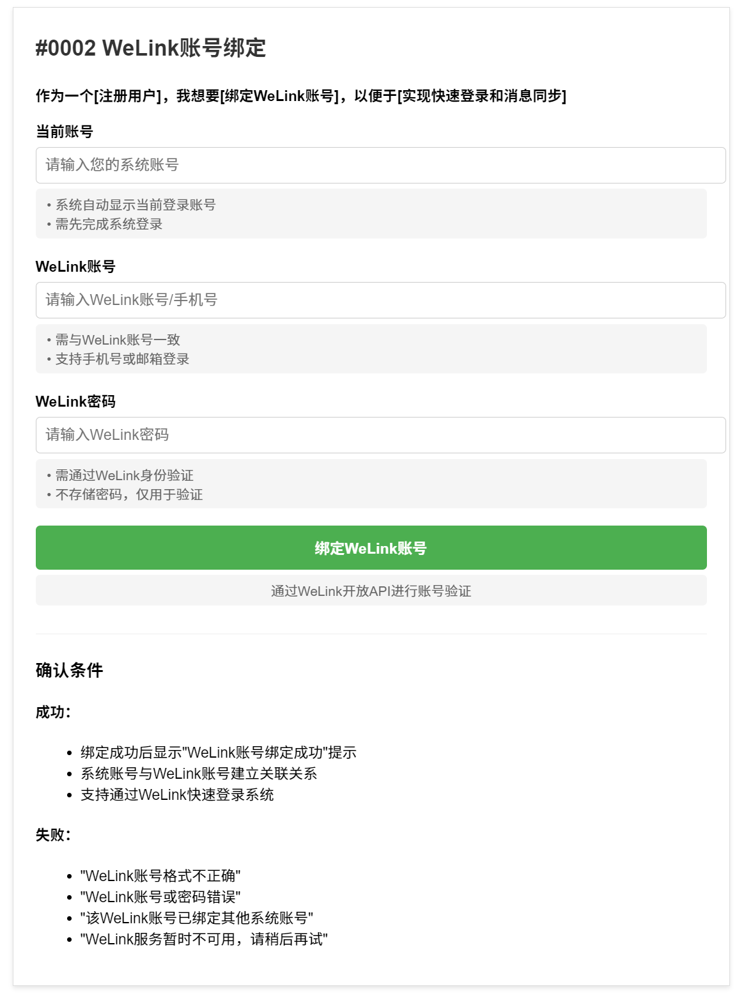 #0002 WeLink账号绑定
作为一个[注册用户]，我想要[绑定WeLink账号]，以便于[实现快速登录和消息同步]
当前账号
请输入您的系统账号
• 系统自动显示当前登录账号
• 需先完成系统登录
WeLink账号
请输入WeLink账号/手机号
• 需与WeLink账号一致
• 支持手机号或邮箱登录
WeLink密码
请输入WeLink密码
• 需通过WeLink身份验证
• 不存储密码，仅用于验证
绑定WeLink账号
通过WeLink开放API进行账号验证
确认条件
成功：
• 绑定成功后显示"WeLink账号绑定成功"提示
• 系统账号与WeLink账号建立关联关系
• 支持通过WeLink快速登录系统
失败：
• "WeLink账号格式不正确"
• "WeLink账号或密码错误"
• "该WeLink账号已绑定其他系统账号"
• "WeLink服务暂时不可用，请稍后再试"